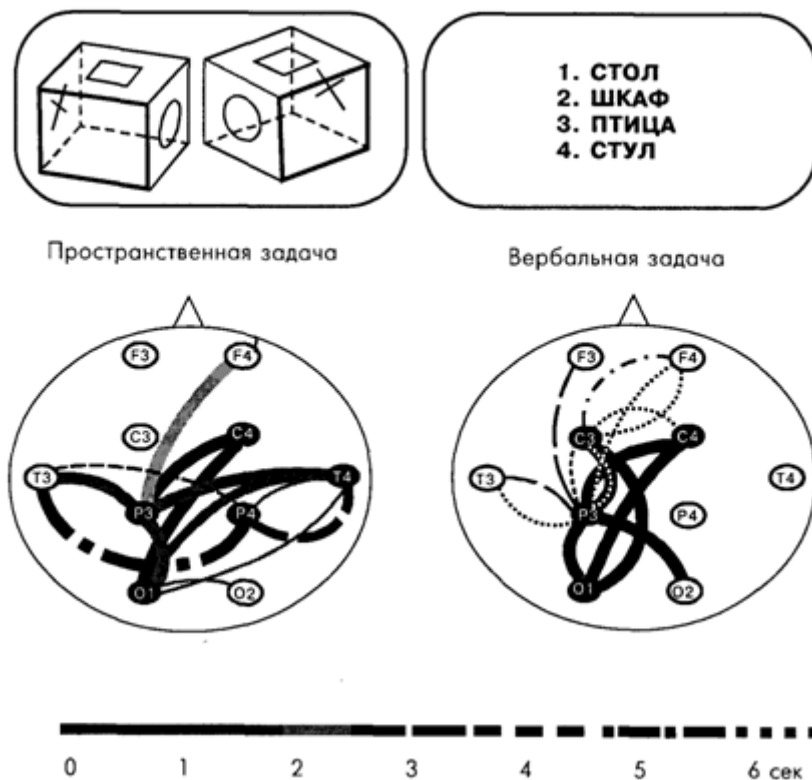 1. СТОЛ
2. ШКАФ
3. ПТИЦА
4. СТУЛ
Пространственная задача
Вербальная задача
F3 F4
C3 C4
T3 T4
P3 P4
O1 O2
F3 F4
C3 C4
T3 T4
P3 P4
O1 O2
0 1 2 3 4 5 6 сек